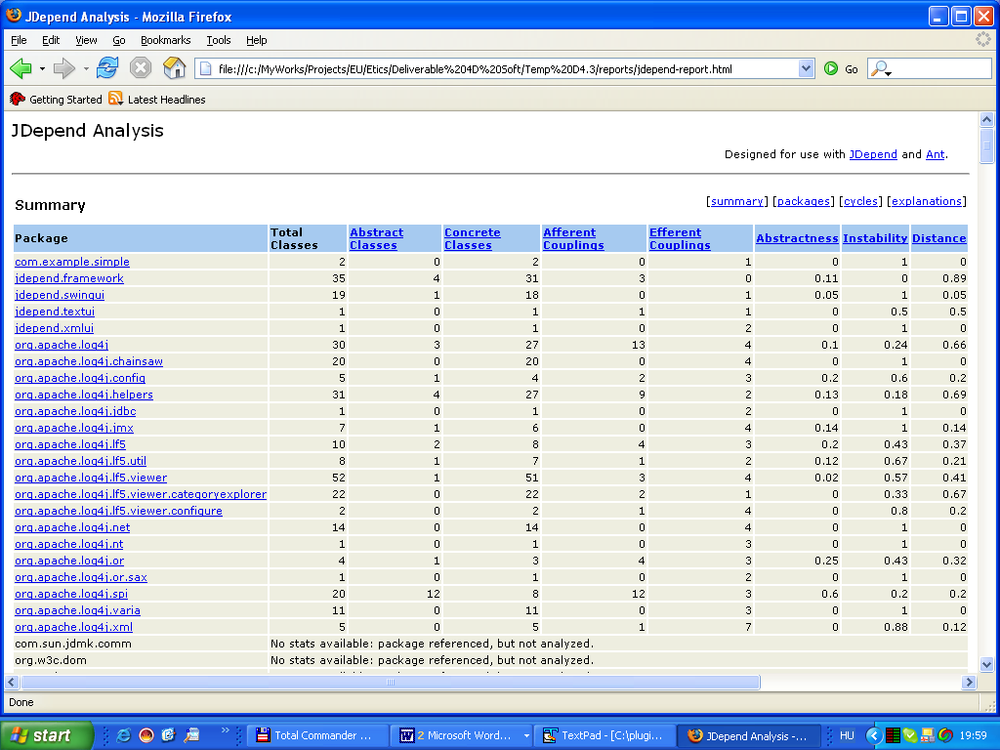 JDepend Analysis - Mozilla Firefox
File Edit View Go Bookmarks Tools Help
file:///c:/MyWorks/Projects/EU/Etics/Deliverable%204D%20Soft/Temp%20D4.3/reports/jdepend-report.html Go
Getting Started Latest Headlines
JDepend Analysis
Designed for use with JDepend and Ant.
Summary
[summary] [packages] [cycles] [explanations]
Package Total Classes Abstract Classes Concrete Classes Afferent Couplings Efferent Couplings Abstractness Instability Distance
com.example.simple 2 0 2 0 1 0 1 0
jdepend.framework 35 4 31 3 0 0.11 0 0.89
jdepend.swingui 19 1 18 0 1 0.05 1 0.05
jdepend.textui 1 0 1 1 1 0 0.5 0.5
jdepend.xmlui 1 0 1 0 2 0 1 0
org.apache.log4j 30 3 27 13 4 0.1 0.24 0.66
org.apache.log4j.chainsaw 20 0 20 0 4 0 1 0
org.apache.log4j.config 5 1 4 2 3 0.2 0.6 0.2
org.apache.log4j.helpers 31 4 27 9 2 0.13 0.18 0.69
org.apache.log4j.jdbc 1 0 1 0 2 0 1 0
org.apache.log4j.jmx 7 1 6 0 4 0.14 1 0.14
org.apache.log4j.lf5 10 2 8 4 3 0.2 0.43 0.37
org.apache.log4j.lf5.util 8 1 7 1 2 0.12 0.67 0.21
org.apache.log4j.lf5.viewer 52 1 51 3 4 0.02 0.57 0.41
org.apache.log4j.lf5.viewer.categoryexplorer 22 0 22 2 1 0 0.33 0.67
org.apache.log4j.lf5.viewer.configure 2 0 2 1 4 0 0.8 0.2
org.apache.log4j.net 14 0 14 0 4 0 1 0
org.apache.log4j.nt 1 0 1 0 3 0 1 0
org.apache.log4j.or 4 1 3 4 3 0.25 0.43 0.32
org.apache.log4j.or.sax 1 0 1 0 2 0 1 0
org.apache.log4j.spi 20 12 8 12 3 0.6 0.2 0.2
org.apache.log4j.varia 11 0 11 0 3 0 1 0
org.apache.log4j.xml 5 0 5 1 7 0 0.88 0.12
com.sun.jdmk.comm No stats available: package referenced, but not analyzed.
org.w3c.dom No stats available: package referenced, but not analyzed.
Done
start Total Commander ... 2 Microsoft Word... TextPad - [C:\plugi... JDepend Analysis -... HU 19:59